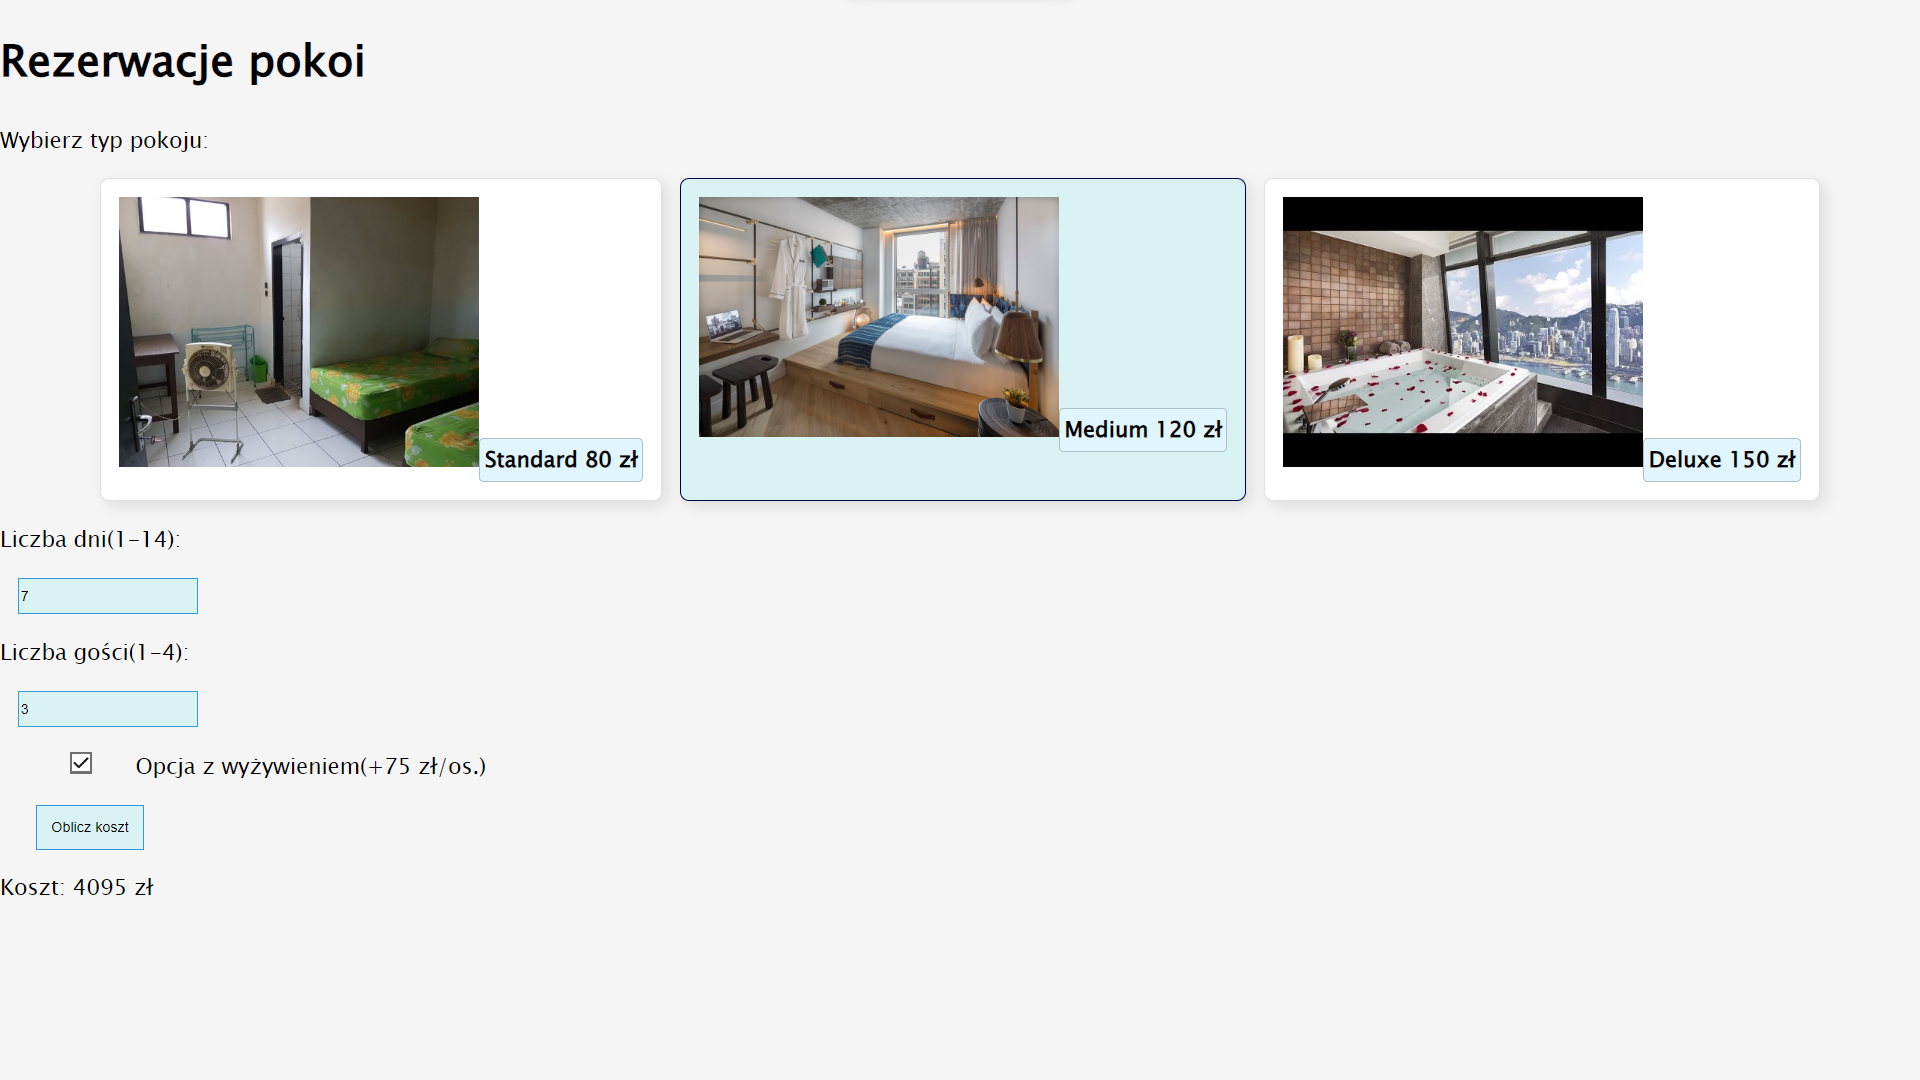 Rezerwacje pokoi
Wybierz typ pokoju:
Standard 80 zł
Medium 120 zł
Deluxe 150 zł
Liczba dni(1-14):
7
Liczba gości(1-4):
3
Opcja z wyżywieniem(+75 zł/os.)
Oblicz koszt
Koszt: 4095 zł